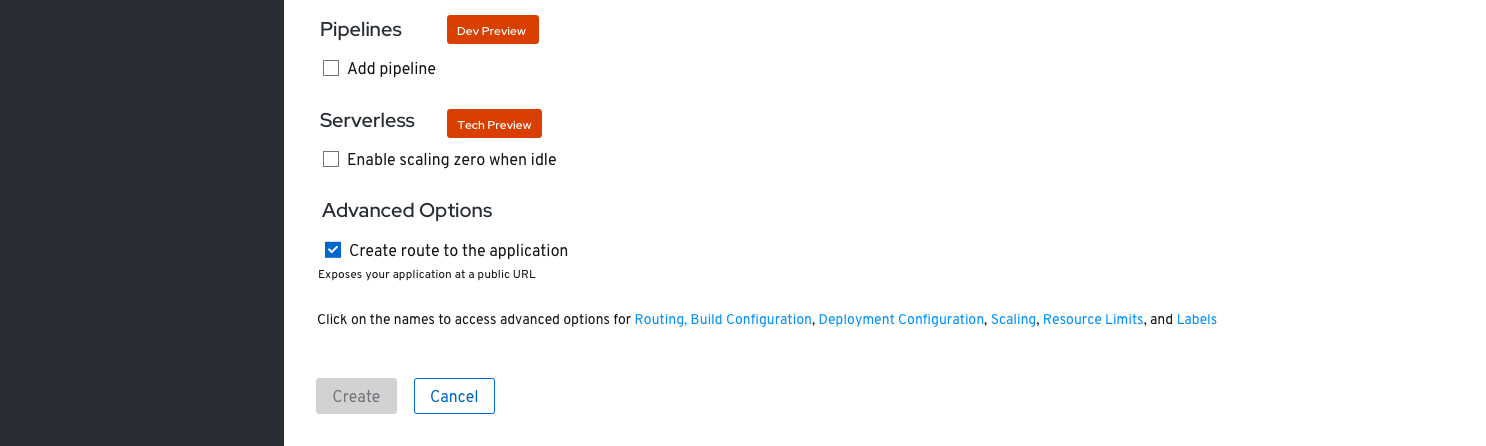 Pipelines Dev Preview
Add pipeline
Serverless Tech Preview
Enable scaling zero when idle
Advanced Options
Create route to the application
Exposes your application at a public URL
Click on the names to access advanced options for Routing, Build Configuration, Deployment Configuration, Scaling, Resource Limits, and Labels
Create Cancel